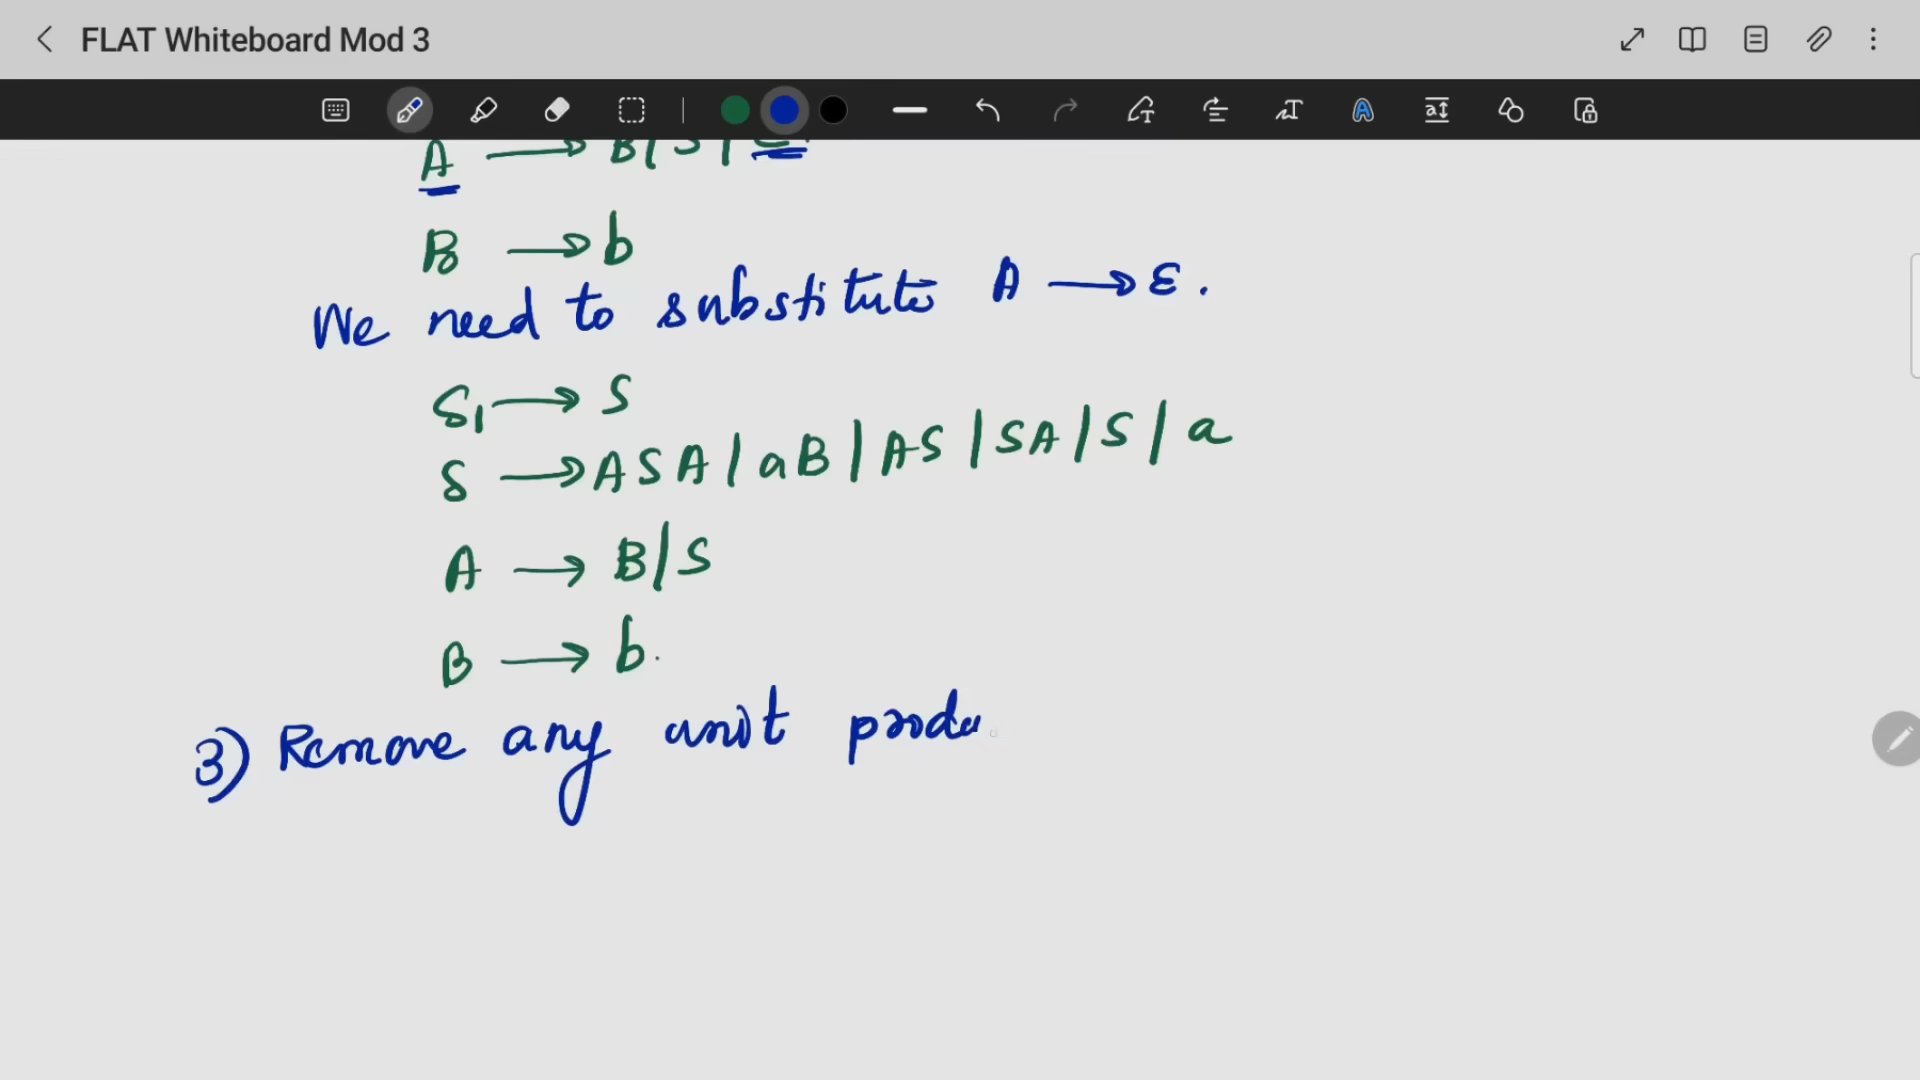 FLAT Whiteboard Mod 3
A → B/S/
B → b
We need to substitute A → ε.
S1 → S
S → ASA/aB/AS/SA/S/a
A → B/S
B → b.
3) Remove any unit produ